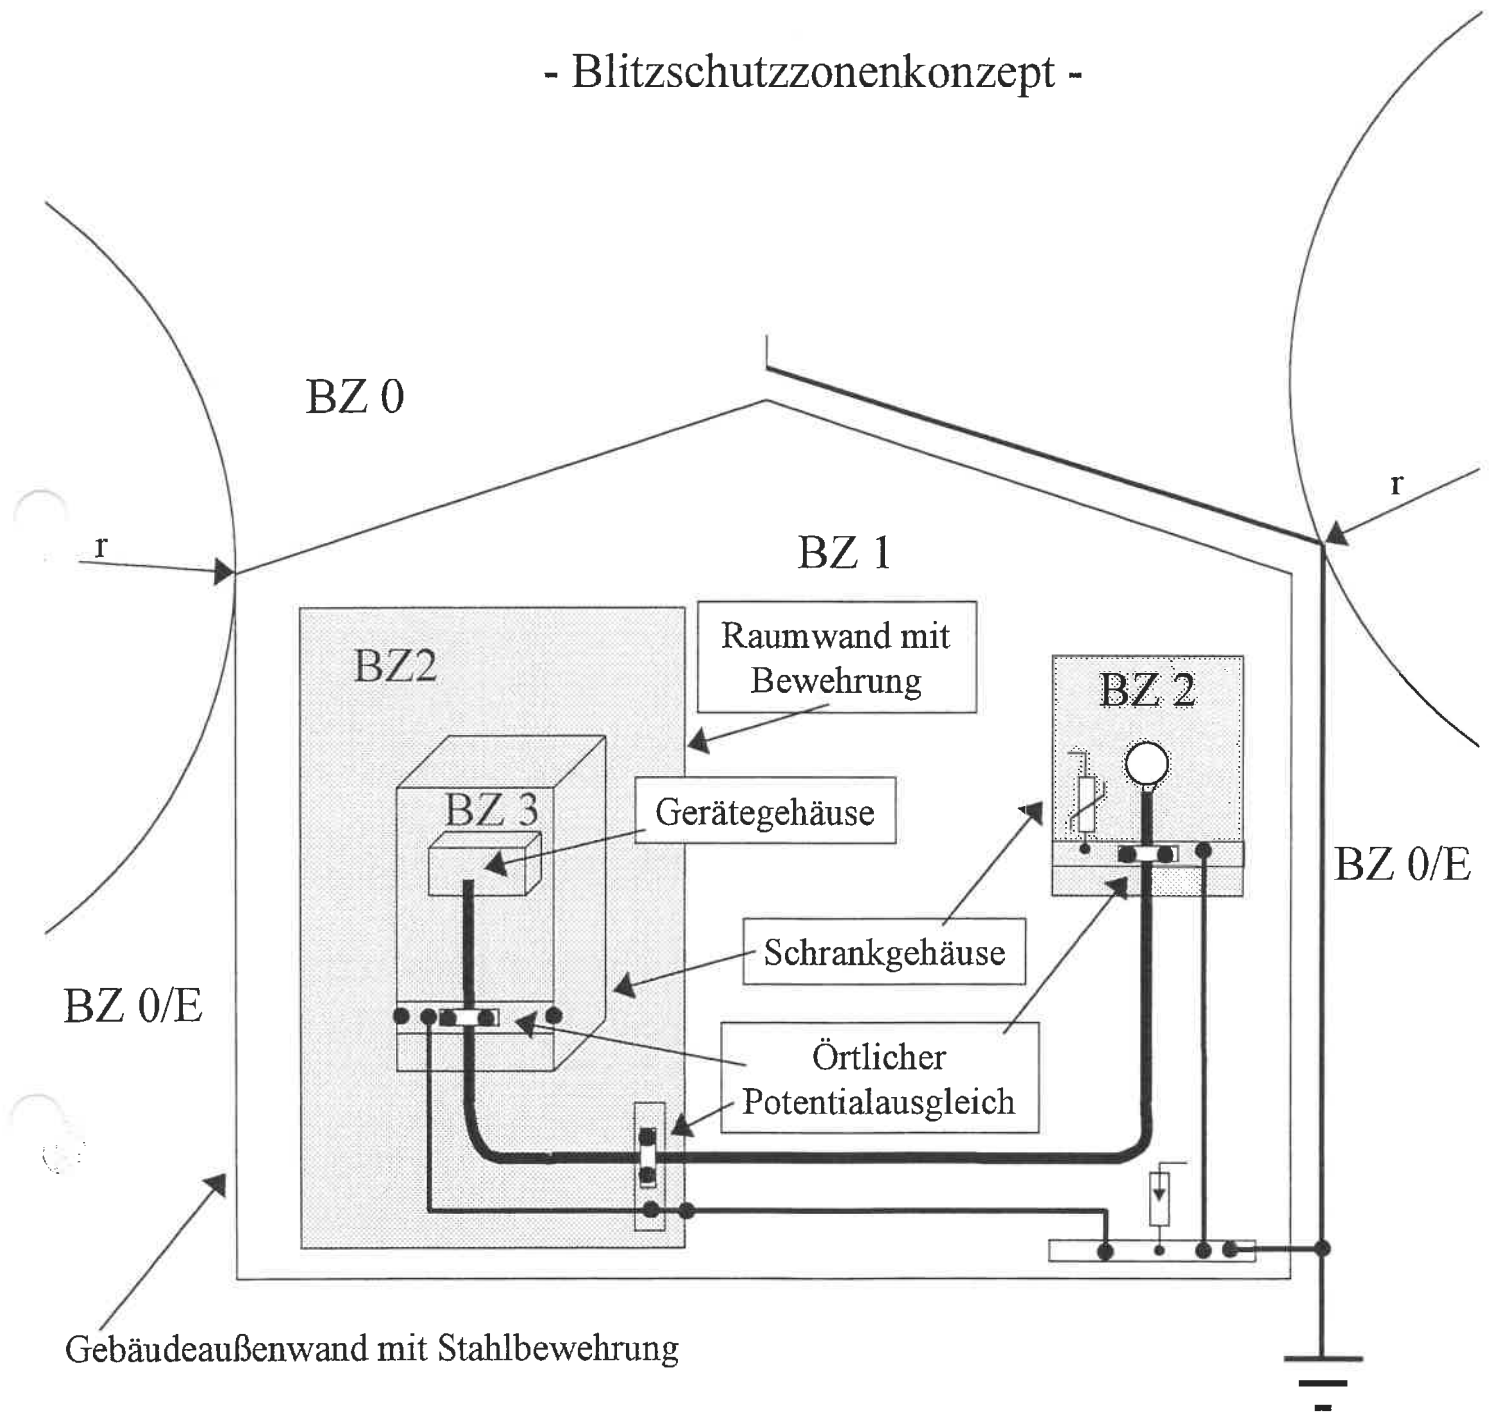 - Blitzschutzzonenkonzept -
BZ 0
r
r
BZ 1
Raumwand mit
Bewehrung
BZ2
BZ 2
BZ 3
Gerätegehäuse
BZ 0/E
Schrankgehäuse
BZ 0/E
Örtlicher
Potentialausgleich
Gebäudeaußenwand mit Stahlbewehrung